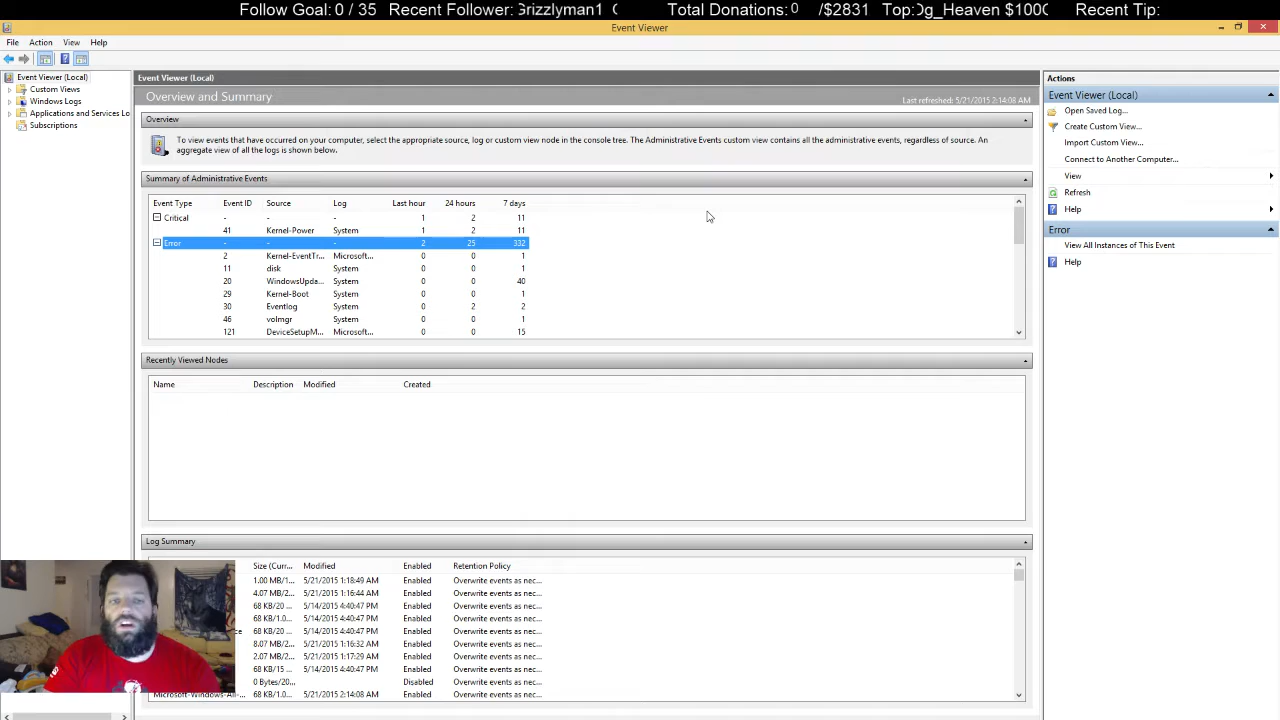 Follow Goal: 0 / 35 Recent Follower: Grizzlyman1 Total Donations: 0 /$2831 Top: Dg_Heaven $1000 Recent Tip:
Event Viewer
File Action View Help
Event Viewer (Local)
Custom Views
Windows Logs
Applications and Services Lo
Subscriptions
Event Viewer (Local)
Overview and Summary
Last refreshed: 5/21/2015 2:14:08 AM
Overview
To view events that have occurred on your computer, select the appropriate source, log or custom view node in the console tree. The Administrative Events custom view contains all the administrative events, regardless of source. An
aggregate view of all the logs is shown below.
Summary of Administrative Events
Event Type Event ID Source Log Last hour 24 hours 7 days
Critical - - - 1 2 11
41 Kernel-Power System 1 2 11
Error - - - 2 25 332
2 Kernel-EventTr... Microsoft... 0 0 1
11 disk System 0 0 1
20 WindowsUpda... System 0 0 40
29 Kernel-Boot System 0 0 1
30 Eventlog System 0 2 2
46 volmgr System 0 0 1
121 DeviceSetupM... Microsoft... 0 0 15
Recently Viewed Nodes
Name Description Modified Created
Log Summary
Size (Curr... Modified Enabled Retention Policy
1.00 MB/1... 5/21/2015 1:18:49 AM Enabled Overwrite events as nec...
4.07 MB/2... 5/21/2015 1:16:44 AM Enabled Overwrite events as nec...
68 KB/20 ... 5/14/2015 4:40:47 PM Enabled Overwrite events as nec...
68 KB/1.0... 5/14/2015 4:40:47 PM Enabled Overwrite events as nec...
68 KB/20 ... 5/14/2015 4:40:47 PM Enabled Overwrite events as nec...
8.07 MB/2... 5/21/2015 1:16:32 AM Enabled Overwrite events as nec...
2.07 MB/... 5/21/2015 1:17:29 AM Enabled Overwrite events as nec...
68 KB/15 ... 5/14/2015 4:40:47 PM Enabled Overwrite events as nec...
0 Bytes/20... Disabled Overwrite events as nec...
Microsoft-Windows-All-... 68 KB/1.0... 5/21/2015 2:14:08 AM Enabled Overwrite events as nec...
Actions
Event Viewer (Local)
Open Saved Log...
Create Custom View...
Import Custom View...
Connect to Another Computer...
View
Refresh
Help
Error
View All Instances of This Event
Help